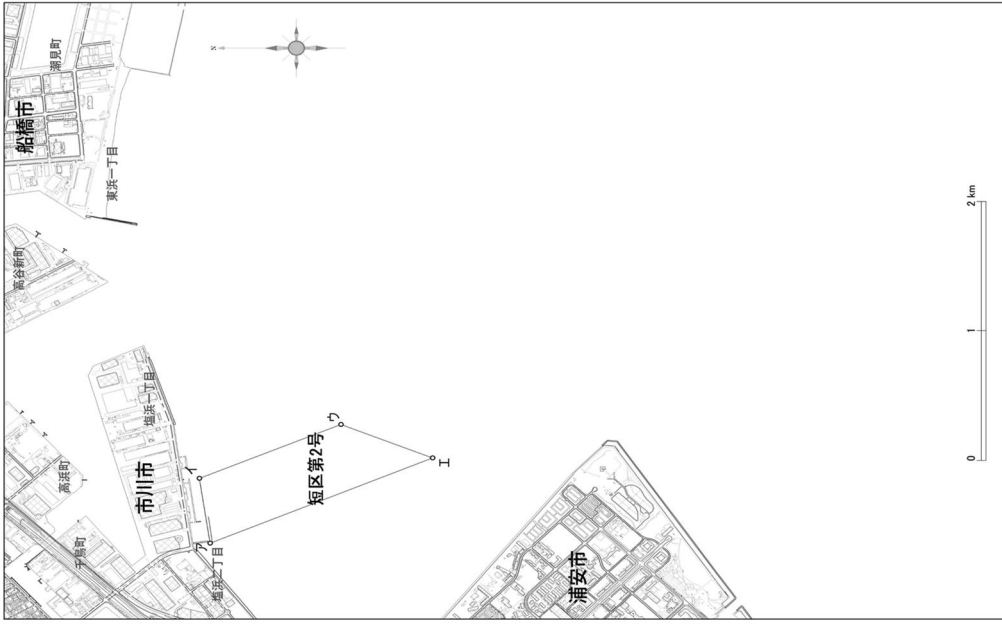 船橋市
潮見町
N
東浜一丁目
高谷新町
塩浜一丁目
高浜町
市川市
千鳥町
塩浜二丁目
ア
イ
ウ
エ
短区第2号
浦安市
0
1
2 km